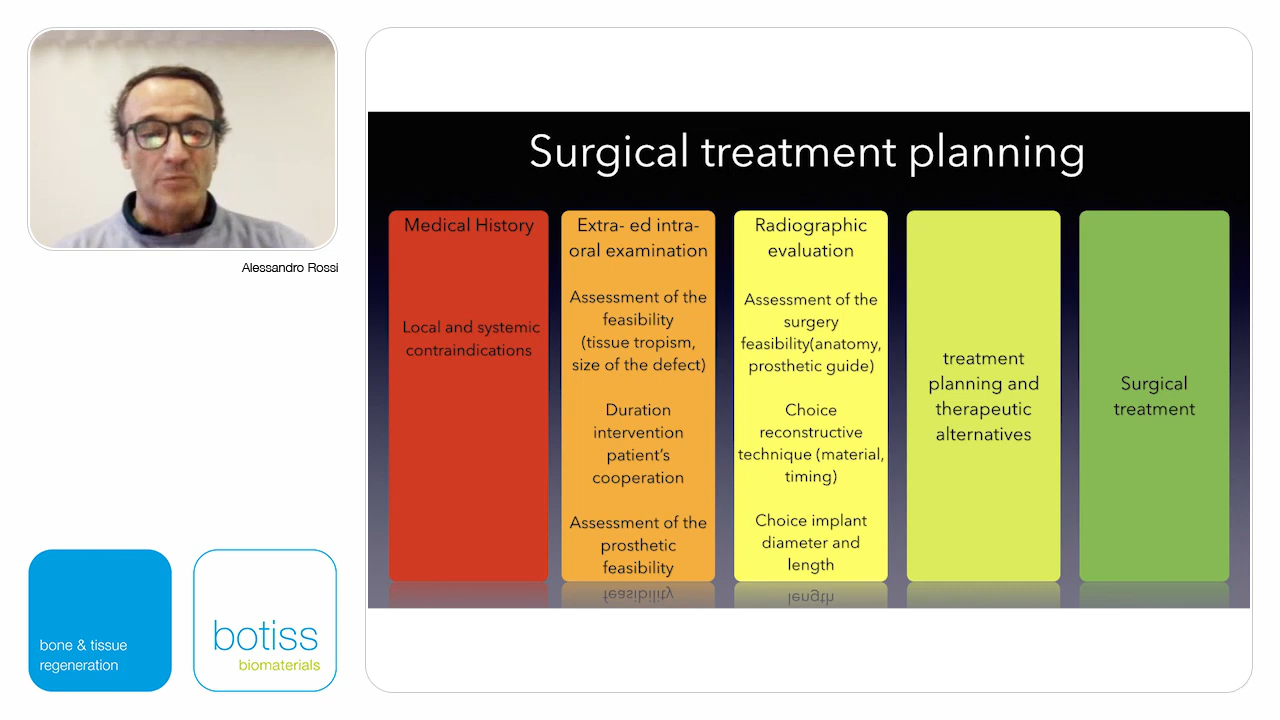 Alessandro Rossi
bone & tissue
regeneration
botiss
biomaterials
Surgical treatment planning
Medical History
Local and systemic
contraindications
Extra- ed intra-
oral examination
Assessment of the
feasibility
(tissue tropism,
size of the defect)
Duration
intervention
patient's
cooperation
Assessment of the
prosthetic
feasibility
Radiographic
evaluation
Assessment of the
surgery
feasibility(anatomy,
prosthetic guide)
Choice
reconstructive
technique (material,
timing)
Choice implant
diameter and
length
treatment
planning and
therapeutic
alternatives
Surgical
treatment